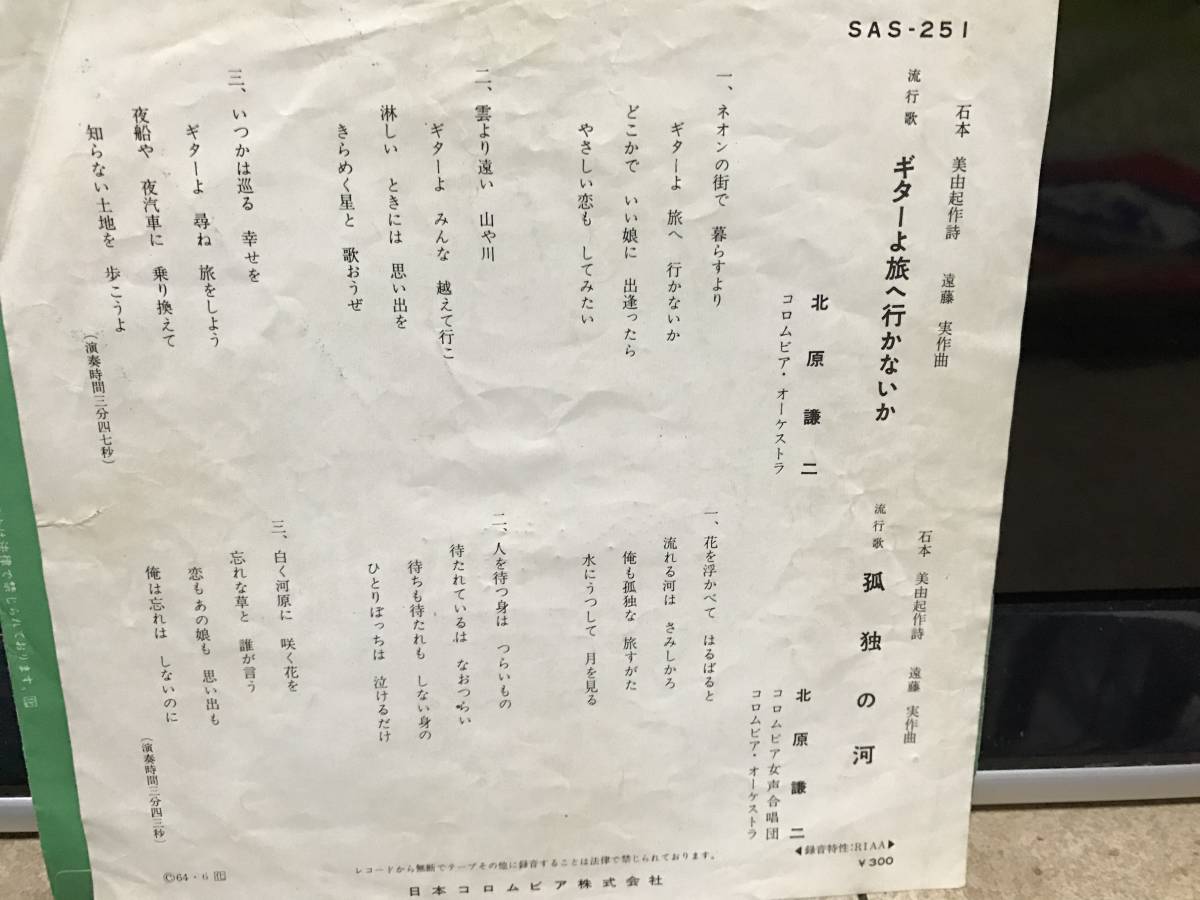 SAS-251
石本 美由起作詩
遠藤 実作曲
流行歌 ギターよ旅へ行かないか
北原謙二
コロムビア・オーケストラ
一、ネオンの街で 暮らすより
ギターよ 旅へ 行かないか
どこかで いい娘に 出逢ったら
やさしい恋も してみたい
二、雲より遠い 山や川
ギターよ みんな 越えて行こ
淋しい ときには 思い出を
きらめく星と 歌おうぜ
三、いつかは巡る 幸せを
ギターよ 尋ね 旅をしよう
夜船や 夜汽車に 乗り換えて
知らない土地を 歩こうよ
(演奏時間三分四七秒)
石本 美由起作詩
遠藤 実作曲
流行歌 孤独の河
北原謙二
コロムビア女声合唱団
コロムビア・オーケストラ
一、花を浮かべて はるばると
流れる河は さみしかろ
俺も孤独な 旅すがた
水にうつして 月を見る
二、人を待つ身は つらいもの
待たれているは なおつらい
待ちも待たれも しない身の
ひとりぼっちは 泣けるだけ
三、白く河原に 咲く花を
忘れな草と 誰が言う
恋もあの娘も 思い出も
俺は忘れは しないのに
(演奏時間三分四三秒)
◀録音特性:RIAA▶
¥300
レコードから無断でテープその他に録音することは法律で禁じられております。
日本コロムビア株式会社
©64・6
は法律で禁じられております。